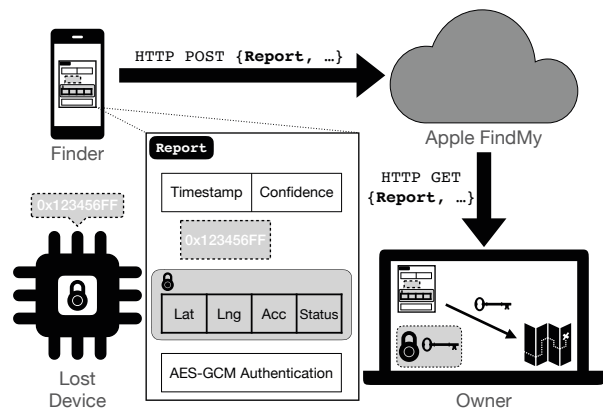 HTTP POST {Report, …}
Finder
Apple FindMy
Report
HTTP GET
{Report, …}
Timestamp
Confidence
0x123456FF
0x123456FF
Lat
Lng
Acc
Status
AES-GCM Authentication
Lost
Device
Owner